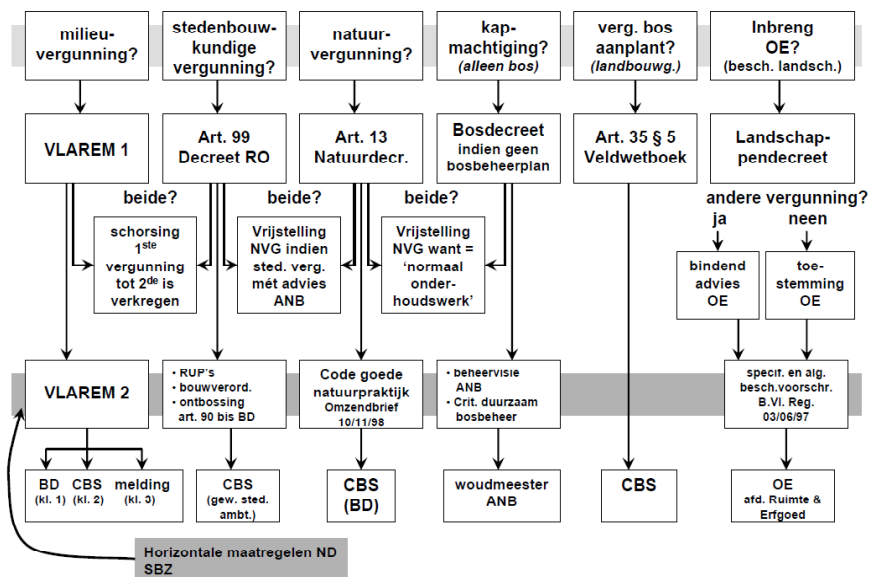 milieu-
vergunning?
stedenbouw-
kundige
vergunning?
natuur-
vergunning?
kap-
machtiging?
(alleen bos)
verg. bos
aanplant?
(landbouwg.)
Inbreng
OE?
(besch. landsch.)
VLAREM 1
Art. 99
Decreet RO
Art. 13
Natuurdecr.
Bosdecreet
indien geen
bosbeheerplan
Art. 35 § 5
Veldwetboek
Landschap-
pendecreet
beide?
beide?
beide?
andere vergunning?
ja
neen
schorsing
1ste
vergunning
tot 2de is
verkregen
Vrijstelling
NVG indien
sted. verg.
mét advies
ANB
Vrijstelling
NVG want =
‘normaal
onder-
houdswerk’
bindend
advies
OE
toe-
stemming
OE
VLAREM 2
• RUP’s
• bouwverord.
• ontbossing
art. 90 bis BD
Code goede
natuurpraktijk
Omzendbrief
10/11/98
• beheervisie
ANB
• Crit. duurzaam
bosbeheer
specif. en alg.
besch.voorschr.
B.Vl. Reg.
03/06/97
BD CBS melding
(kl. 1) (kl. 2) (kl. 3)
CBS
(gew. sted.
ambt.)
CBS
(BD)
woudmeester
ANB
CBS
OE
afd. Ruimte &
Erfgoed
Horizontale maatregelen ND
SBZ